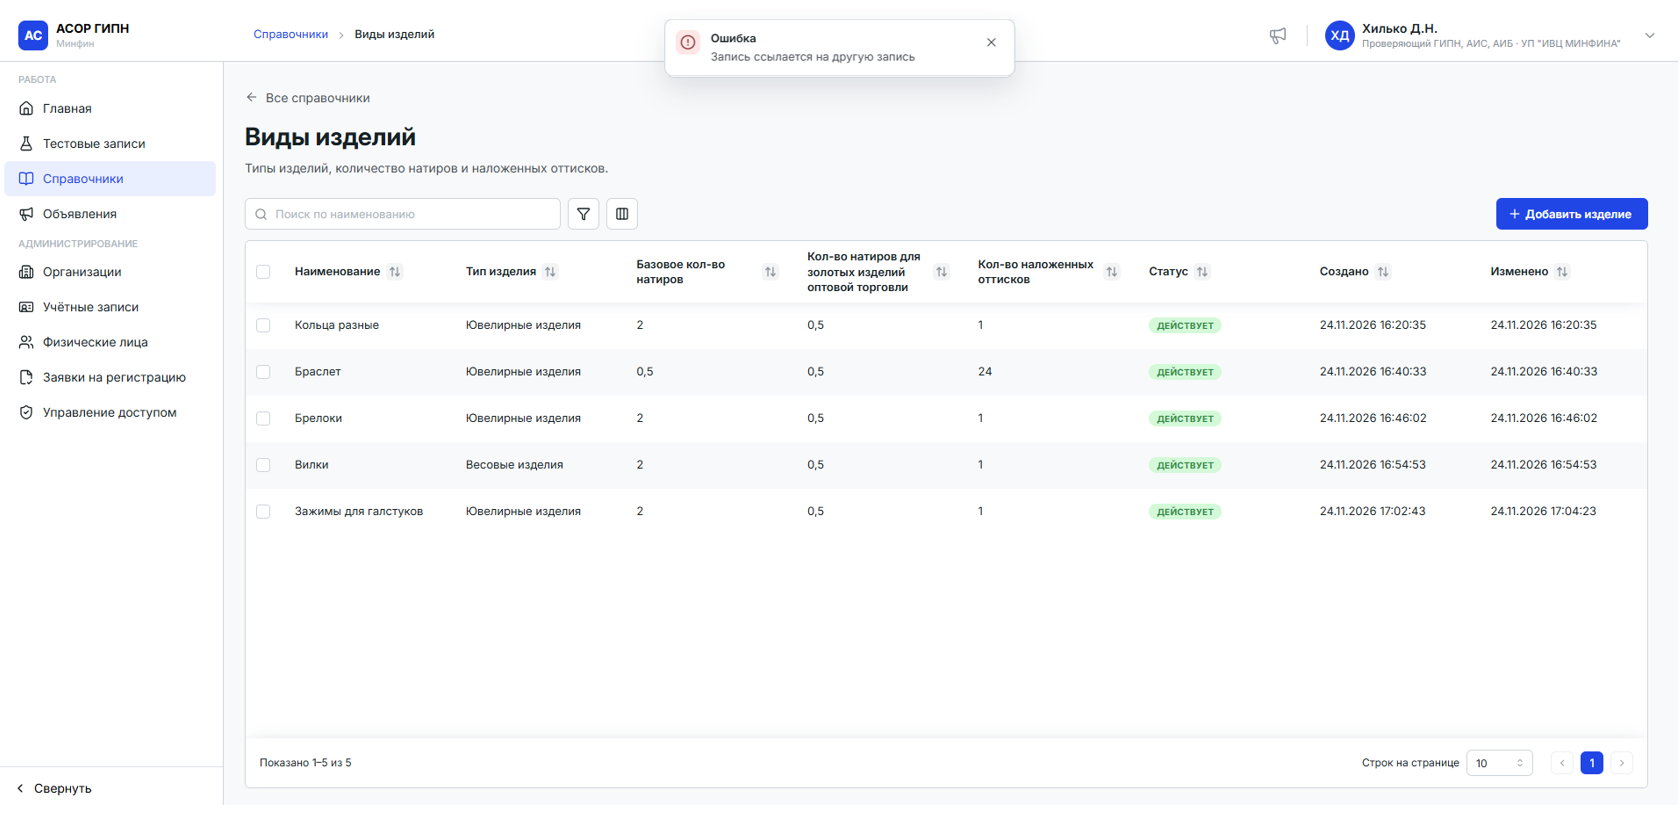 АС
АСОР ГИПН
Минфин
Справочники
Виды изделий
Ошибка
Запись ссылается на другую запись
ХД
Хилько Д.Н.
Проверяющий ГИПН, АИС, АИБ · УП "ИВЦ МИНФИНА"
РАБОТА
Главная
Тестовые записи
Справочники
Объявления
АДМИНИСТРИРОВАНИЕ
Организации
Учётные записи
Физические лица
Заявки на регистрацию
Управление доступом
Свернуть
Все справочники
Виды изделий
Типы изделий, количество натиров и наложенных оттисков.
Поиск по наименованию
Добавить изделие
Наименование
Тип изделия
Базовое кол-во
натиров
Кол-во натиров для
золотых изделий
оптовой торговли
Кол-во наложенных
оттисков
Статус
Создано
Изменено
Кольца разные Ювелирные изделия 2 0,5 1 ДЕЙСТВУЕТ 24.11.2026 16:20:35 24.11.2026 16:20:35
Браслет Ювелирные изделия 0,5 0,5 24 ДЕЙСТВУЕТ 24.11.2026 16:40:33 24.11.2026 16:40:33
Брелоки Ювелирные изделия 2 0,5 1 ДЕЙСТВУЕТ 24.11.2026 16:46:02 24.11.2026 16:46:02
Вилки Весовые изделия 2 0,5 1 ДЕЙСТВУЕТ 24.11.2026 16:54:53 24.11.2026 16:54:53
Зажимы для галстуков Ювелирные изделия 2 0,5 1 ДЕЙСТВУЕТ 24.11.2026 17:02:43 24.11.2026 17:04:23
Показано 1–5 из 5
Строк на странице
10
1